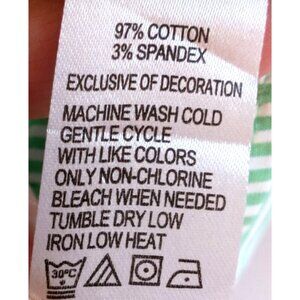 97% COTTON
3% SPANDEX
EXCLUSIVE OF DECORATION
MACHINE WASH COLD
GENTLE CYCLE
WITH LIKE COLORS
ONLY NON-CHLORINE
BLEACH WHEN NEEDED
TUMBLE DRY LOW
IRON LOW HEAT
30°C